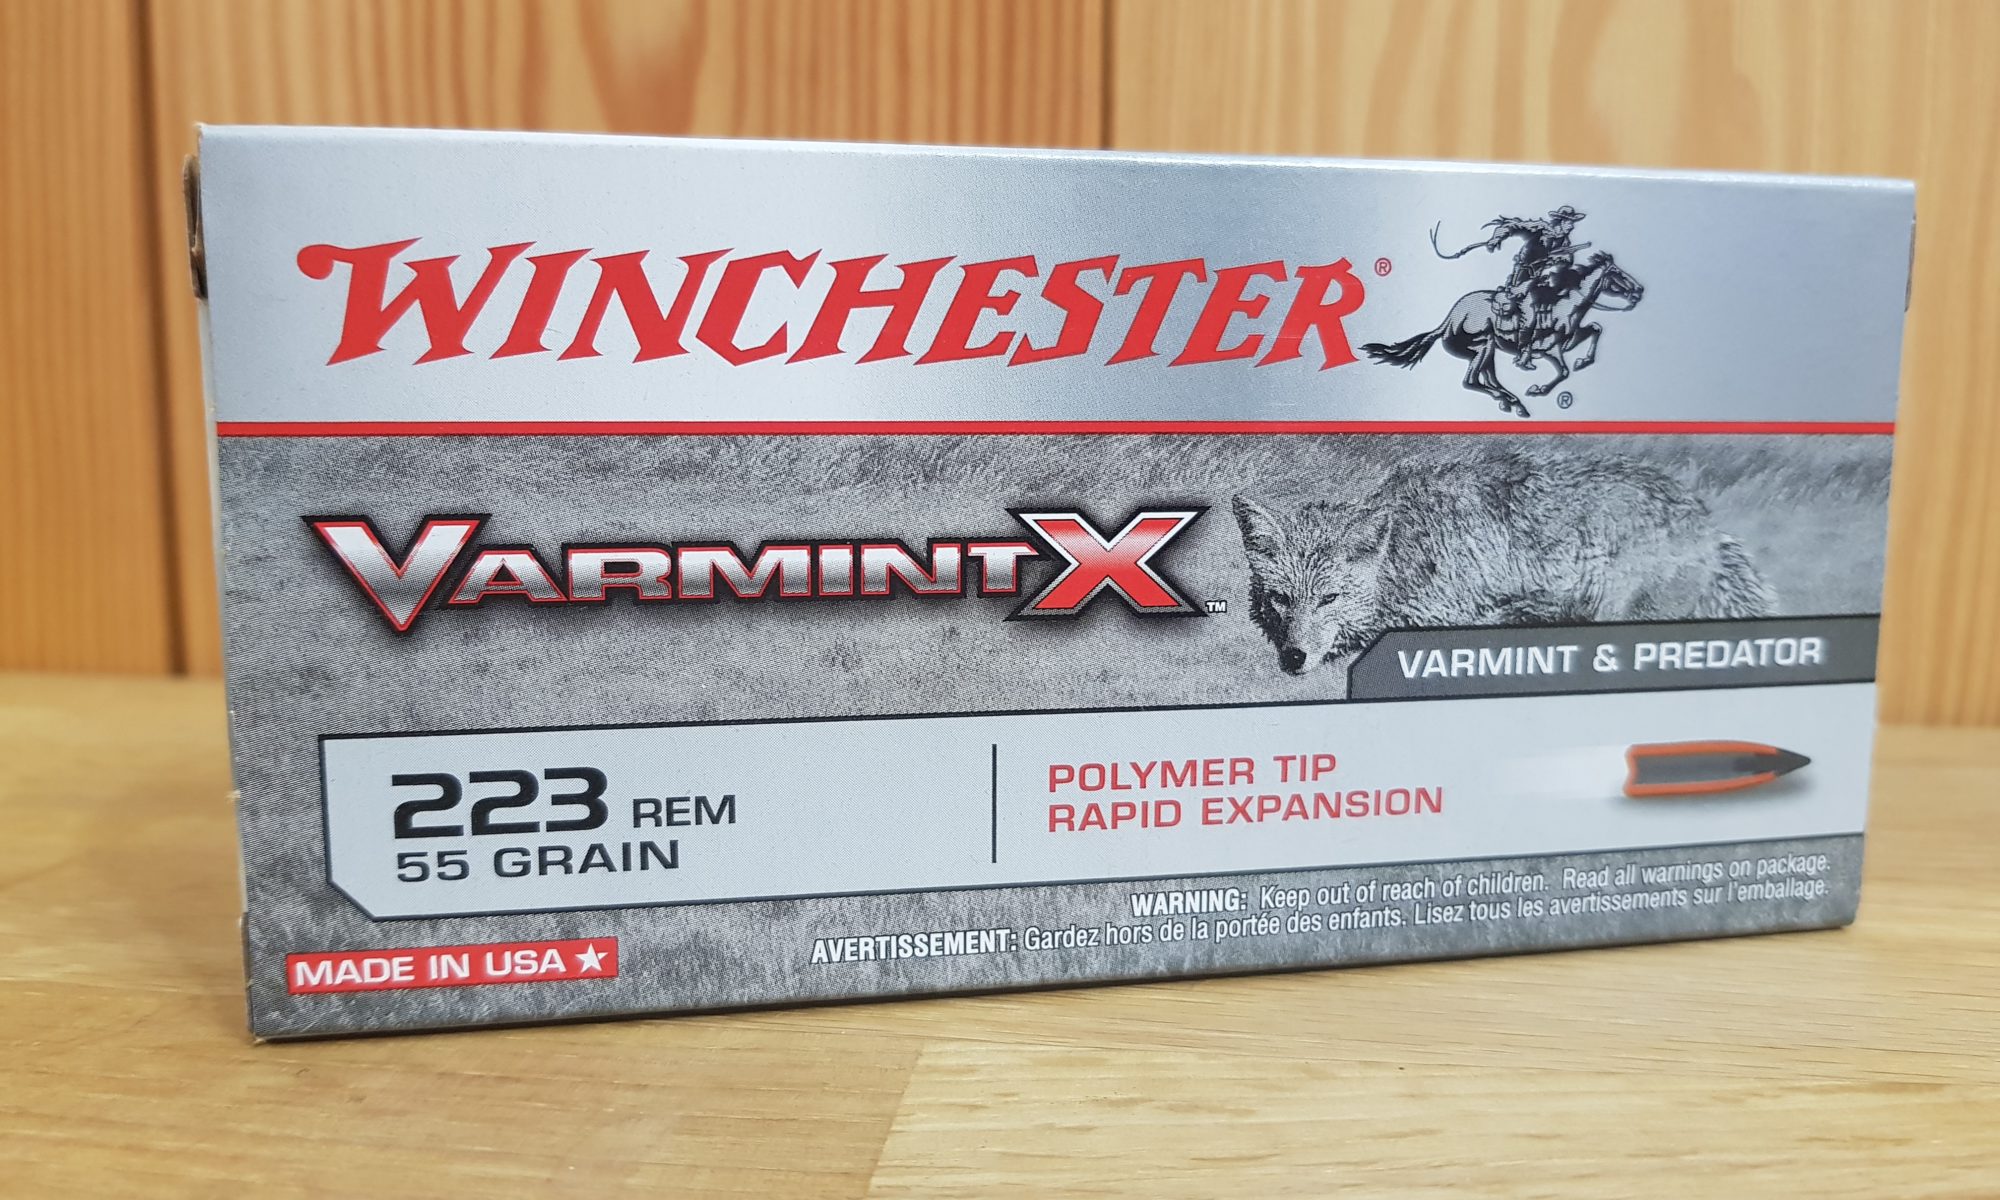 WINCHESTER®
®
VARMINT X™
VARMINT & PREDATOR
223 REM
55 GRAIN
POLYMER TIP
RAPID EXPANSION
WARNING: Keep out of reach of children. Read all warnings on package.
AVERTISSEMENT: Gardez hors de la portée des enfants. Lisez tous les avertissements sur l'emballage.
MADE IN USA